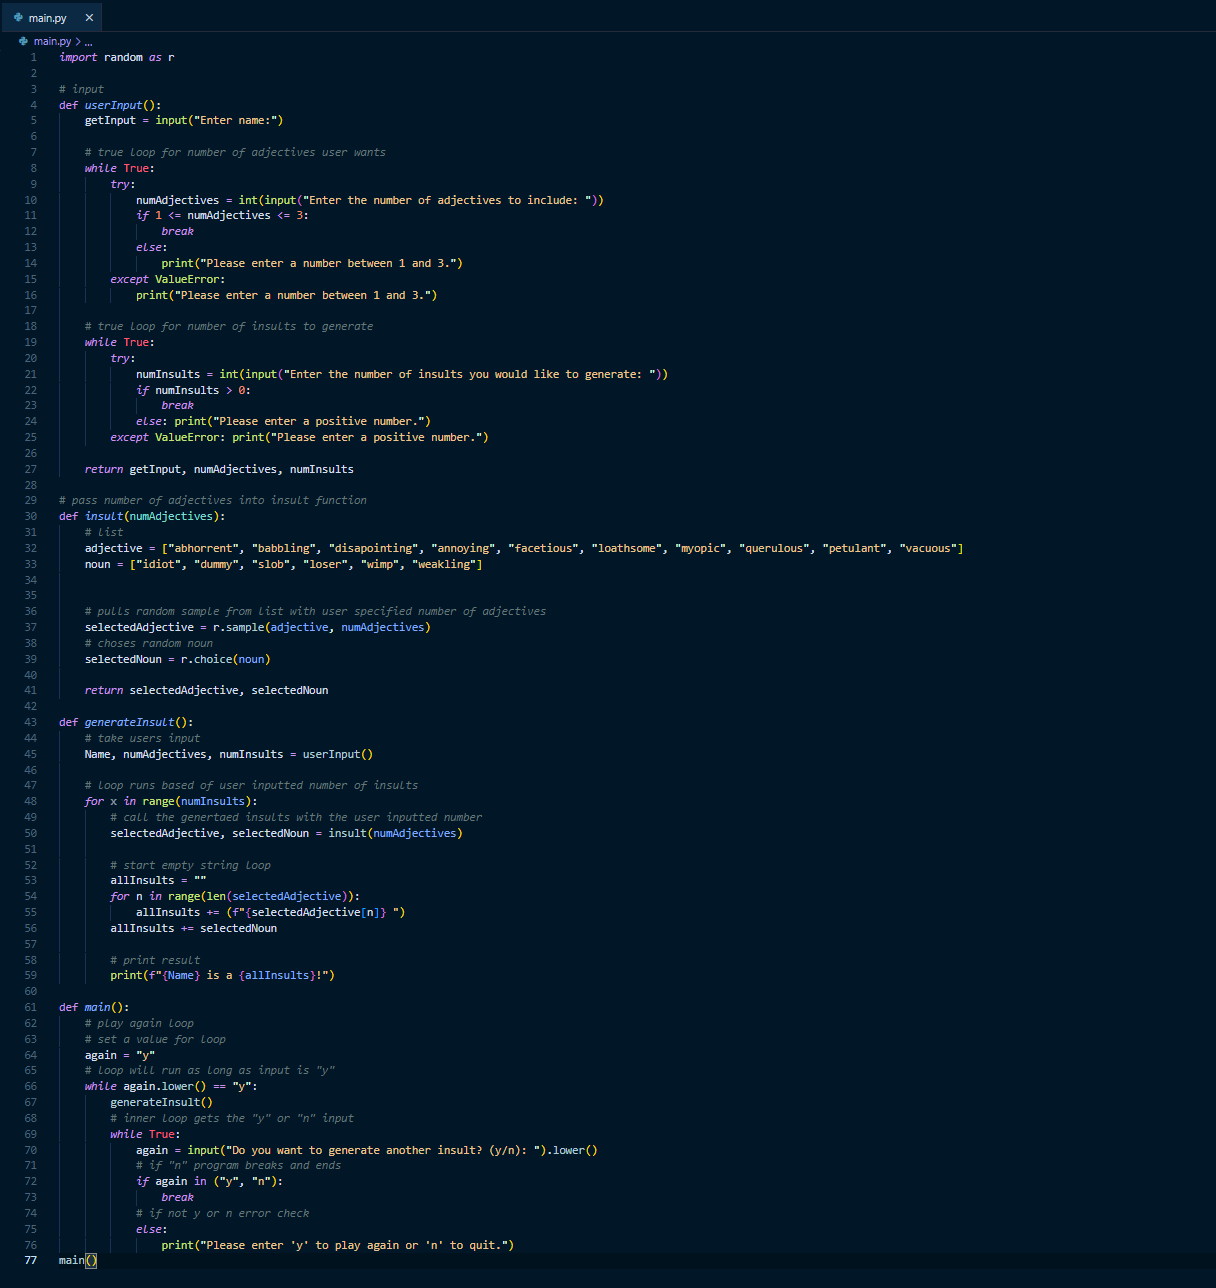 main.py ×
main.py > ...
1 import random as r
2
3 # input
4 def userInput():
5     getInput = input("Enter name:")
6
7     # true loop for number of adjectives user wants
8     while True:
9         try:
10             numAdjectives = int(input("Enter the number of adjectives to include: "))
11             if 1 <= numAdjectives <= 3:
12                 break
13             else:
14                 print("Please enter a number between 1 and 3.")
15         except ValueError:
16             print("Please enter a number between 1 and 3.")
17
18     # true loop for number of insults to generate
19     while True:
20         try:
21             numInsults = int(input("Enter the number of insults you would like to generate: "))
22             if numInsults > 0:
23                 break
24             else: print("Please enter a positive number.")
25         except ValueError: print("Please enter a positive number.")
26
27     return getInput, numAdjectives, numInsults
28
29 # pass number of adjectives into insult function
30 def insult(numAdjectives):
31     # list
32     adjective = ["abhorrent", "babbling", "disapointing", "annoying", "facetious", "loathsome", "myopic", "querulous", "petulant", "vacuous"]
33     noun = ["idiot", "dummy", "slob", "loser", "wimp", "weakling"]
34
35
36     # pulls random sample from list with user specified number of adjectives
37     selectedAdjective = r.sample(adjective, numAdjectives)
38     # choses random noun
39     selectedNoun = r.choice(noun)
40
41     return selectedAdjective, selectedNoun
42
43 def generateInsult():
44     # take users input
45     Name, numAdjectives, numInsults = userInput()
46
47     # loop runs based of user inputted number of insults
48     for x in range(numInsults):
49         # call the genertaed insults with the user inputted number
50         selectedAdjective, selectedNoun = insult(numAdjectives)
51
52         # start empty string loop
53         allInsults = ""
54         for n in range(len(selectedAdjective)):
55             allInsults += (f"{selectedAdjective[n]} ")
56         allInsults += selectedNoun
57
58         # print result
59         print(f"{Name} is a {allInsults}!")
60
61 def main():
62     # play again loop
63     # set a value for loop
64     again = "y"
65     # loop will run as long as input is "y"
66     while again.lower() == "y":
67         generateInsult()
68         # inner loop gets the "y" or "n" input
69         while True:
70             again = input("Do you want to generate another insult? (y/n): ").lower()
71             # if "n" program breaks and ends
72             if again in ("y", "n"):
73                 break
74             # if not y or n error check
75             else:
76                 print("Please enter 'y' to play again or 'n' to quit.")
77 main()